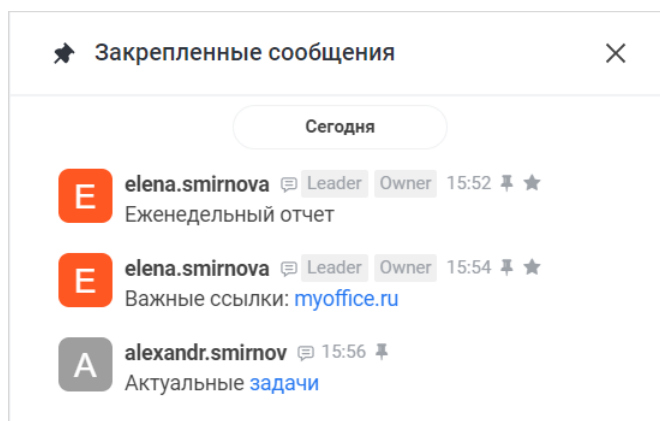 Закрепленные сообщения
Сегодня
E elena.smirnova Leader Owner 15:52
Еженедельный отчет
E elena.smirnova Leader Owner 15:54
Важные ссылки: myoffice.ru
A alexandr.smirnov 15:56
Актуальные задачи